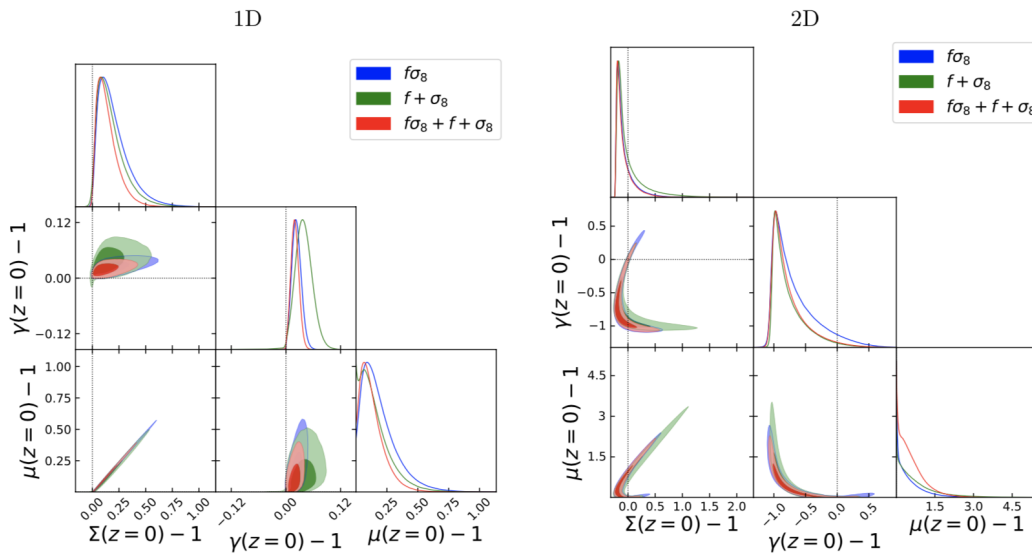 1D
2D
fσ₈
f + σ₈
fσ₈ + f + σ₈
fσ₈
f + σ₈
fσ₈ + f + σ₈
γ(z = 0) − 1
0.12
0.00
−0.12
μ(z = 0) − 1
1.00
0.75
0.50
0.25
0.00 0.25 0.50 0.75 1.00
−0.12 0.00 0.12
0.25 0.50 0.75 1.00
Σ(z = 0) − 1
γ(z = 0) − 1
μ(z = 0) − 1
γ(z = 0) − 1
0.5
0
−0.5
−1
μ(z = 0) − 1
4.5
3
1.5
0.0 0.5 1.0 1.5 2.0
−1.0 −0.5 0.0 0.5
1.5 3.0 4.5
Σ(z = 0) − 1
γ(z = 0) − 1
μ(z = 0) − 1